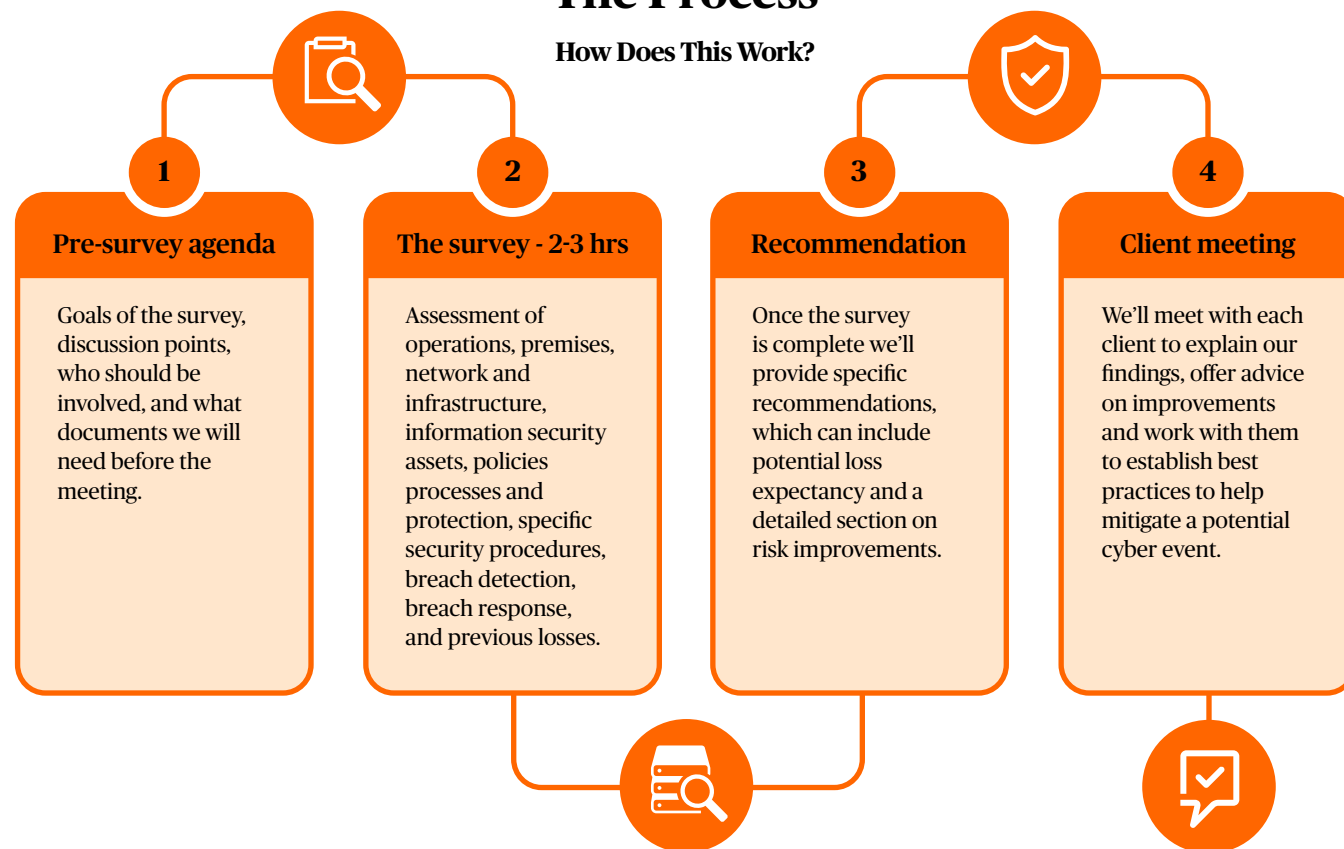 The Process
How Does This Work?
1
Pre-survey agenda
Goals of the survey,
discussion points,
who should be
involved, and what
documents we will
need before the
meeting.
2
The survey - 2-3 hrs
Assessment of
operations, premises,
network and
infrastructure,
information security
assets, policies
processes and
protection, specific
security procedures,
breach detection,
breach response,
and previous losses.
3
Recommendation
Once the survey
is complete we’ll
provide specific
recommendations,
which can include
potential loss
expectancy and a
detailed section on
risk improvements.
4
Client meeting
We’ll meet with each
client to explain our
findings, offer advice
on improvements
and work with them
to establish best
practices to help
mitigate a potential
cyber event.